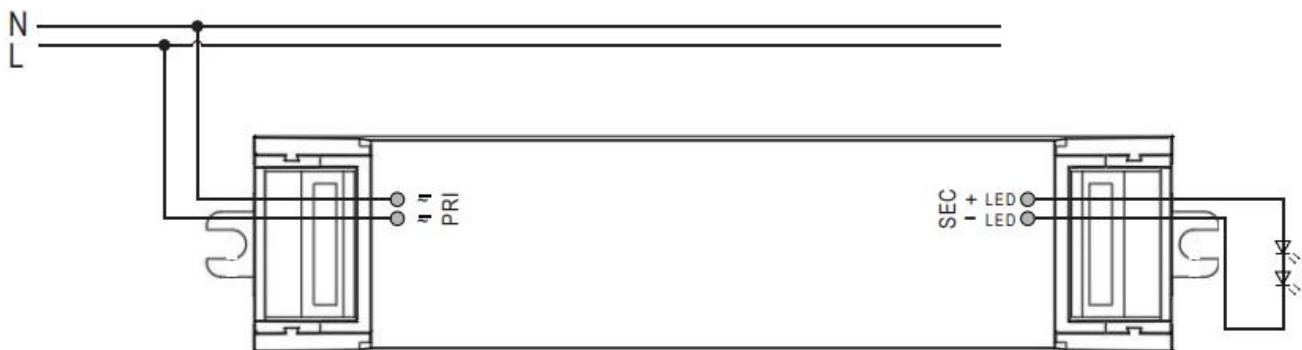 N
L
PRI
SEC
+ LED
- LED